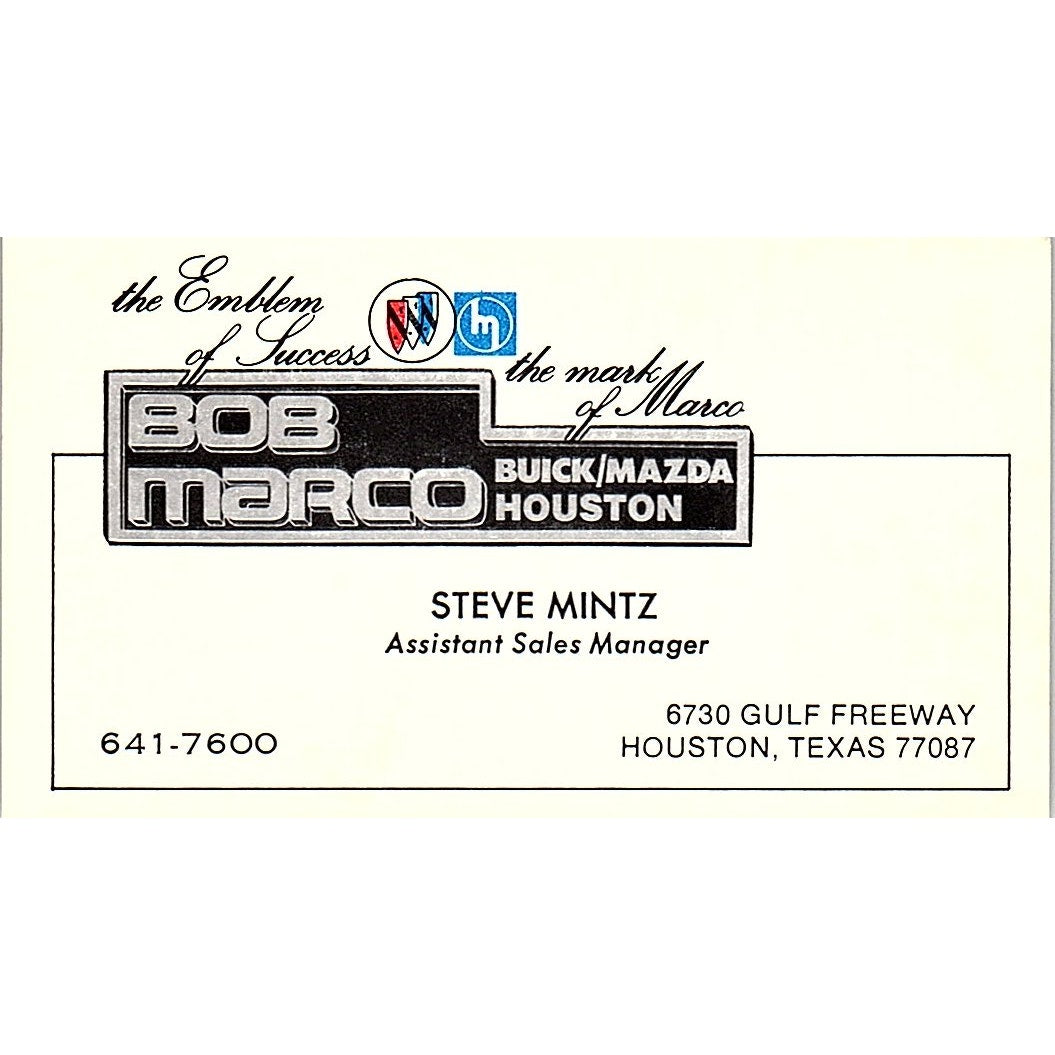 the Emblem
of Success
the mark
of Marco
BOB
MARCO
BUICK/MAZDA
HOUSTON
STEVE MINTZ
Assistant Sales Manager
641-7600
6730 GULF FREEWAY
HOUSTON, TEXAS 77087